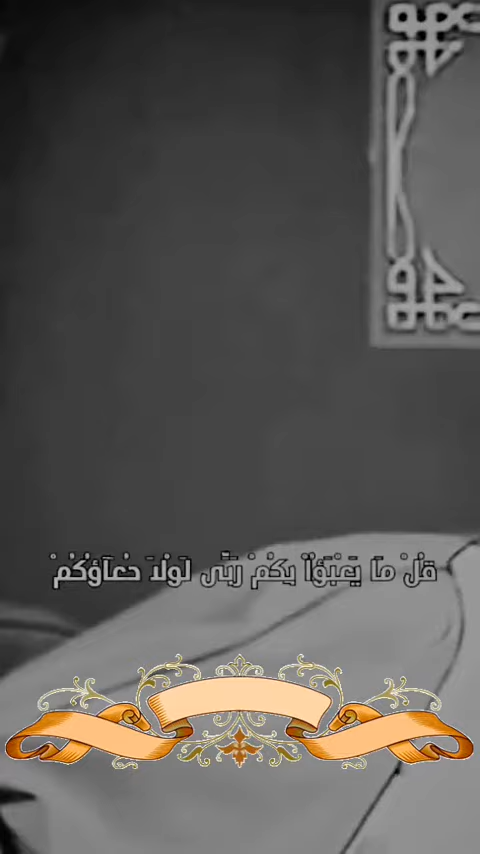 قُلْ مَا يَعْبَؤُا۟ بِكُمْ رَبِّى لَوْلَا دُعَآؤُكُمْ